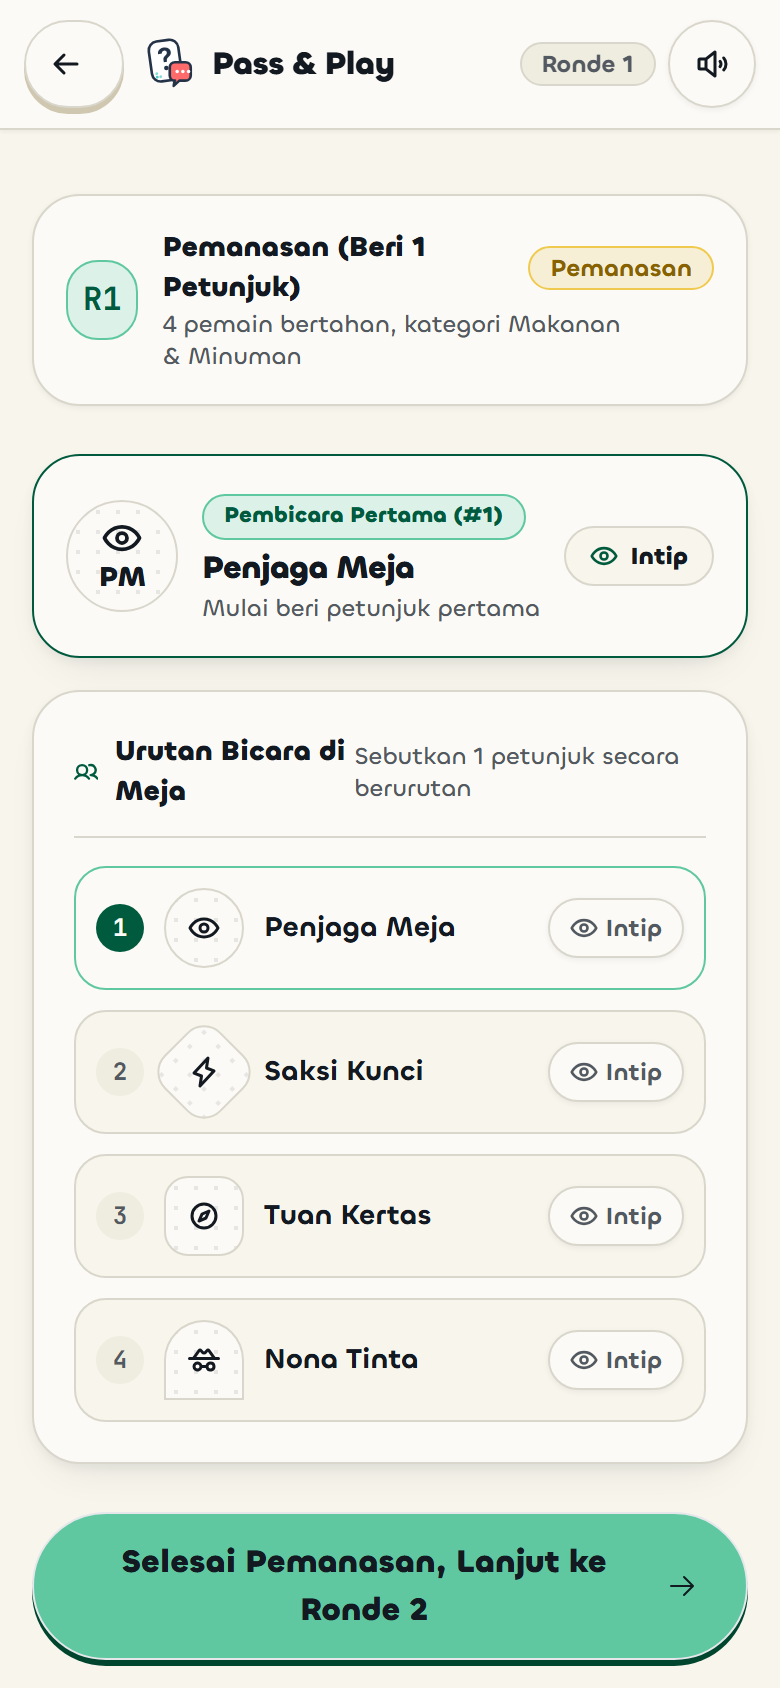 Pass & Play
Ronde 1
Pemanasan (Beri 1
Petunjuk)
Pemanasan
R1
4 pemain bertahan, kategori Makanan
& Minuman
Pembicara Pertama (#1)
PM
Penjaga Meja
Mulai beri petunjuk pertama
Intip
Urutan Bicara di
Meja
Sebutkan 1 petunjuk secara
berurutan
1 Penjaga Meja Intip
2 Saksi Kunci Intip
3 Tuan Kertas Intip
4 Nona Tinta Intip
Selesai Pemanasan, Lanjut ke
Ronde 2